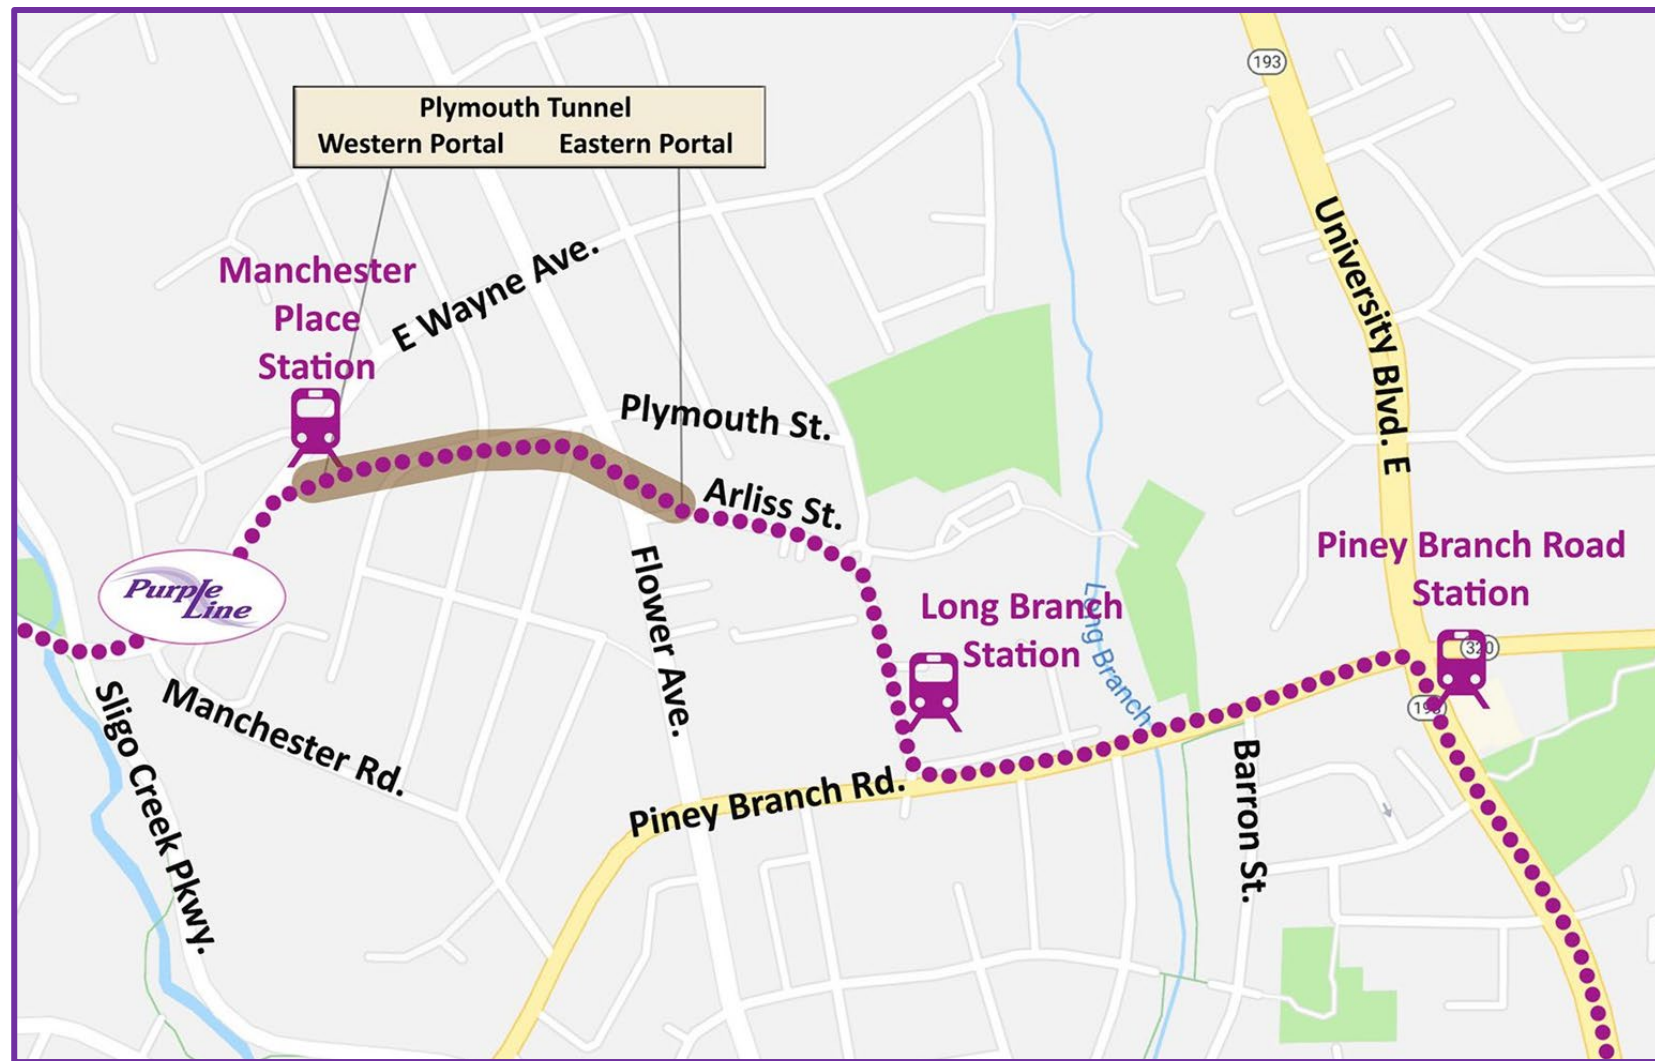 193
Plymouth Tunnel
Western Portal Eastern Portal
University Blvd. E
E Wayne Ave.
Manchester
Place
Station
Plymouth St.
Arliss St.
Piney Branch Road
Station
Purple
Line
Flower Ave.
Long Branch
Station
Long Branch
320
Sligo Creek Pkwy.
Manchester Rd.
Piney Branch Rd.
Barron St.